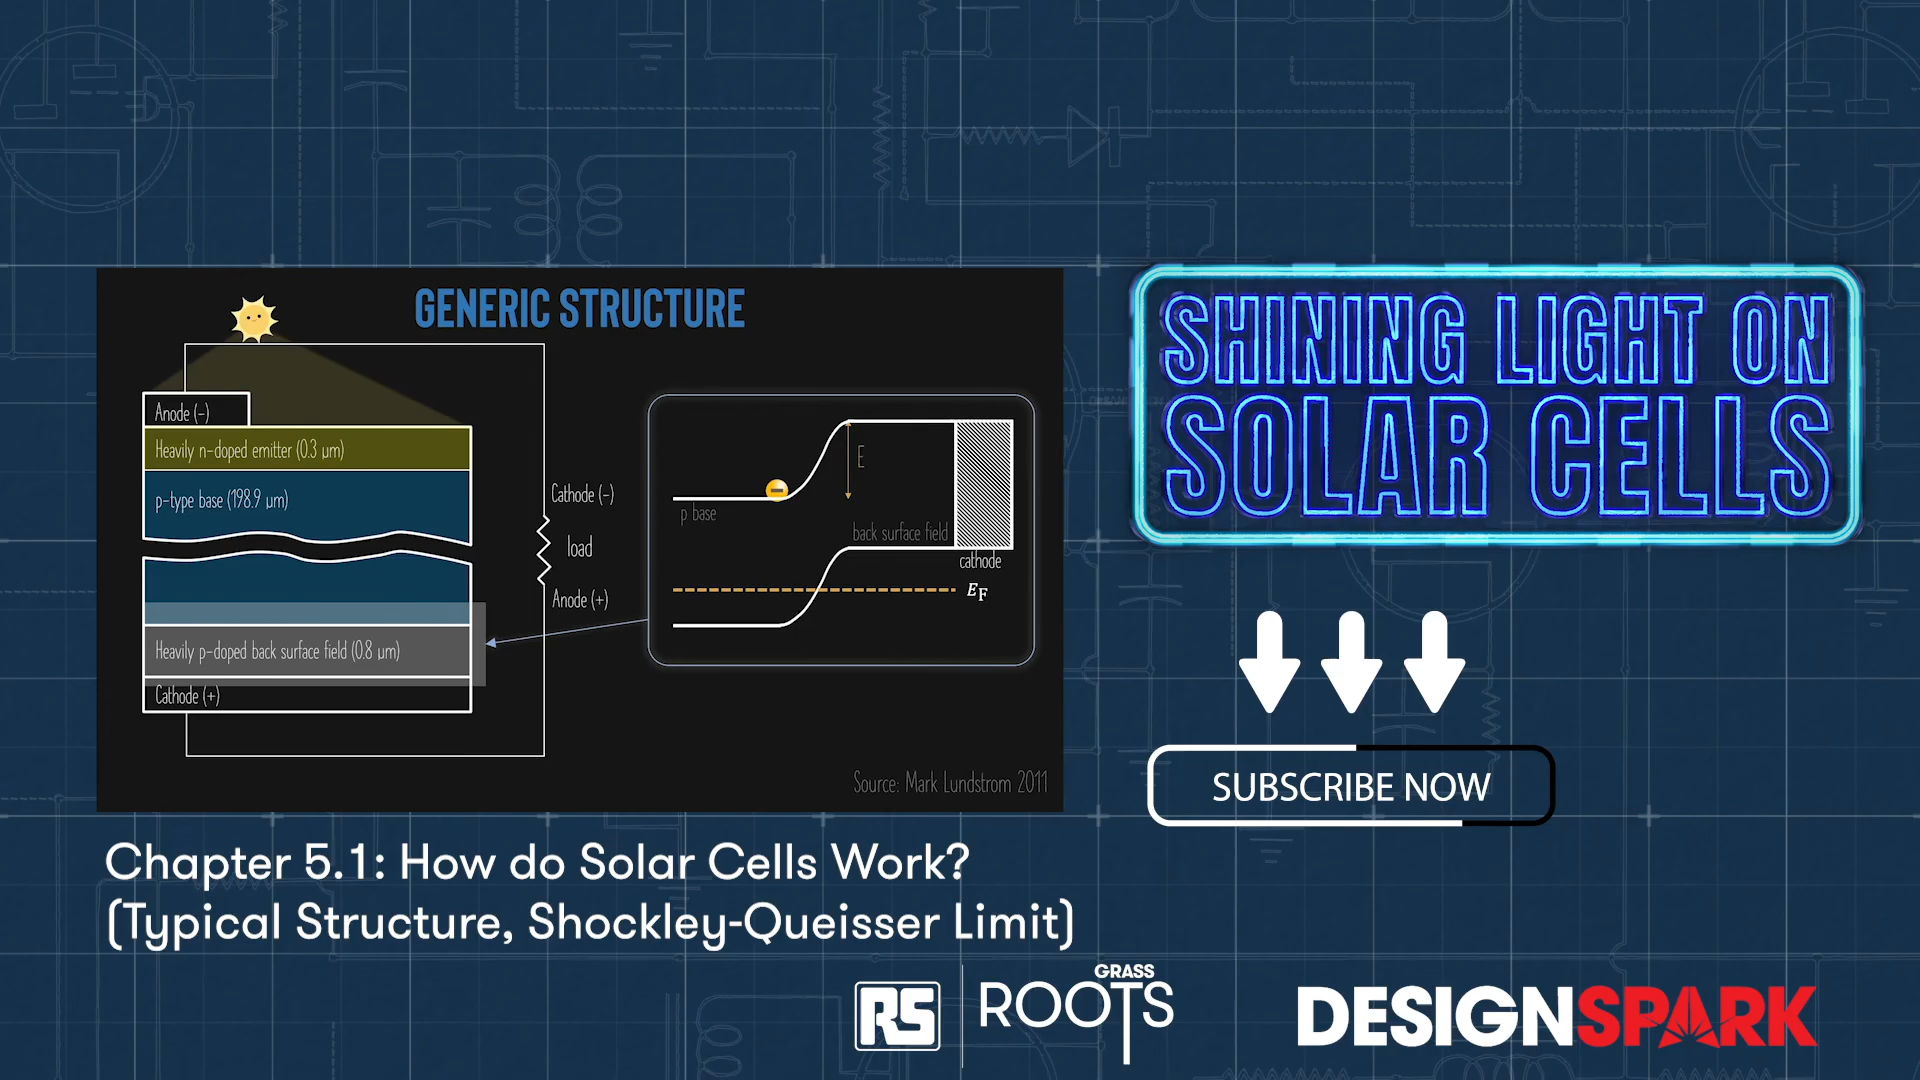 GENERIC STRUCTURE
Anode (-)
Heavily n-doped emitter (0.3 μm)
p-type base (198.9 μm)
Heavily p-doped back surface field (0.8 μm)
Cathode (+)
Cathode (-)
load
Anode (+)
E
p base
back surface field
cathode
EF
Source: Mark Lundstrom 2011
SHINING LIGHT ON
SOLAR CELLS
SUBSCRIBE NOW
Chapter 5.1: How do Solar Cells Work?
(Typical Structure, Shockley-Queisser Limit)
RS
GRASS
ROOTS
DESIGNSPARK